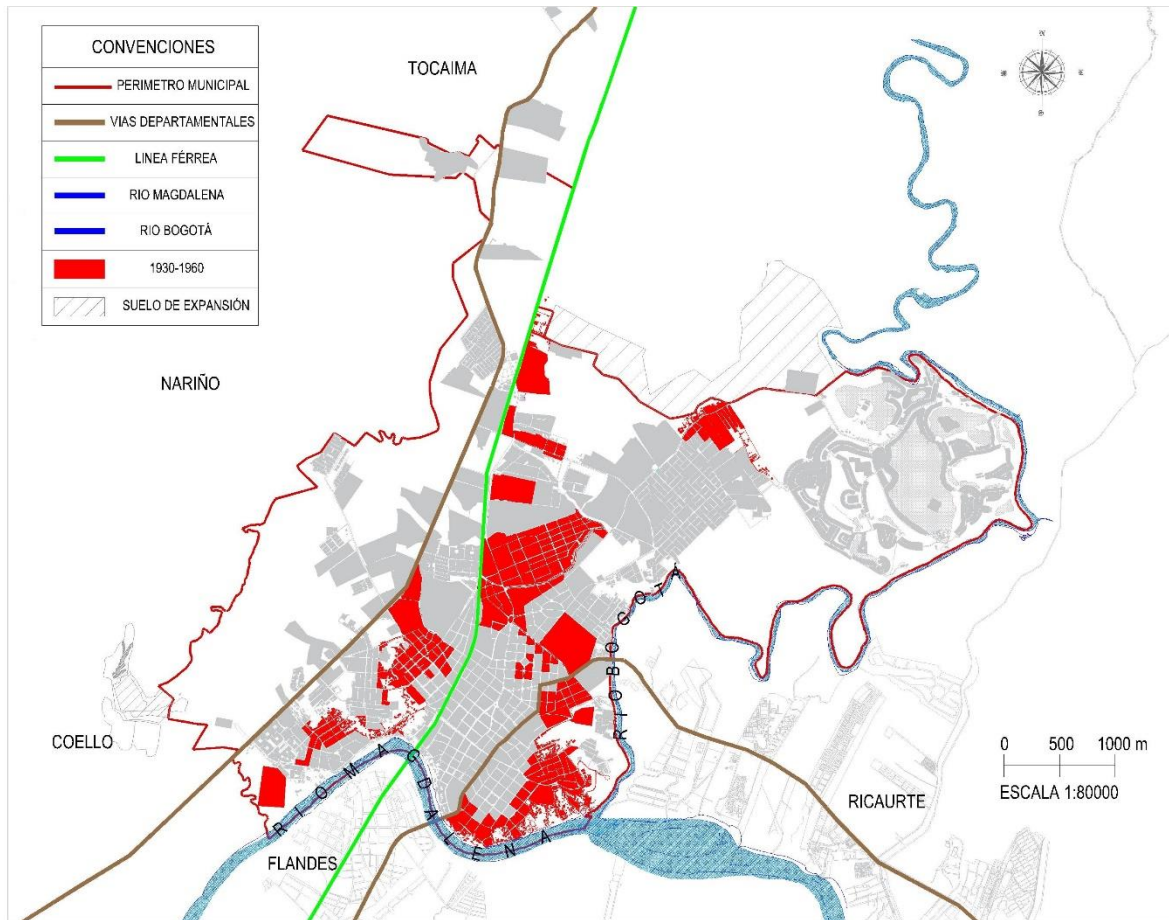 CONVENCIONES
PERIMETRO MUNICIPAL
VIAS DEPARTAMENTALES
LINEA FÉRREA
RIO MAGDALENA
RIO BOGOTÁ
1930-1960
SUELO DE EXPANSIÓN
TOCAIMA
NARIÑO
COELLO
RIO BOGOTÁ
RIO MAGDALENA
FLANDES
RICAURTE
0 500 1000 m
ESCALA 1:80000